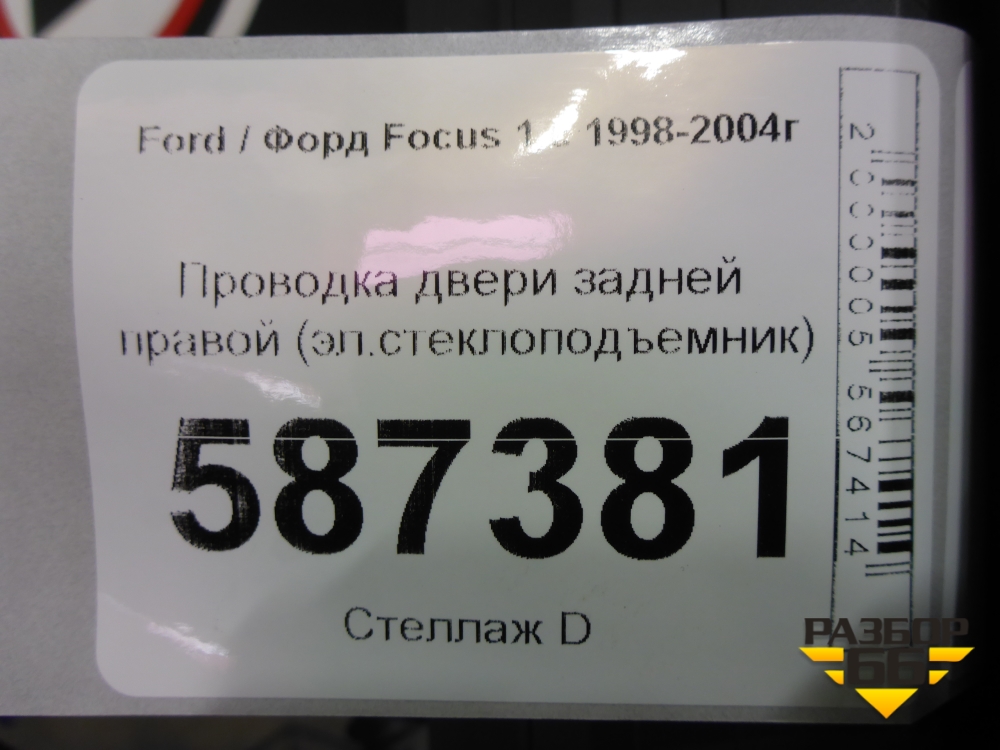 Ford / Форд Focus 1 1998-2004г
Проводка двери задней
правой (эл.стеклоподъемник)
587381
Стеллаж D
2000005567414
РАЗБОР
66